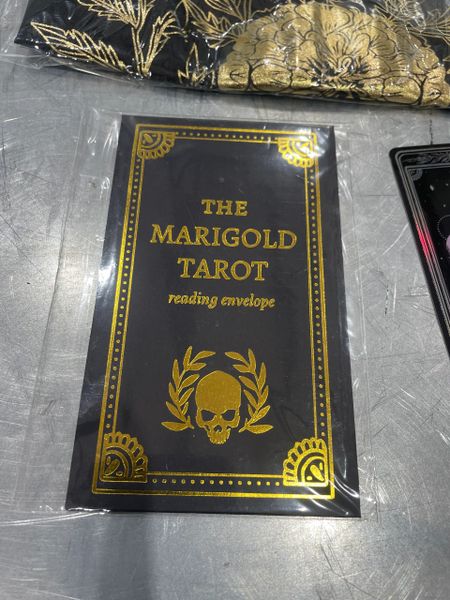 THE
MARIGOLD
TAROT
reading envelope